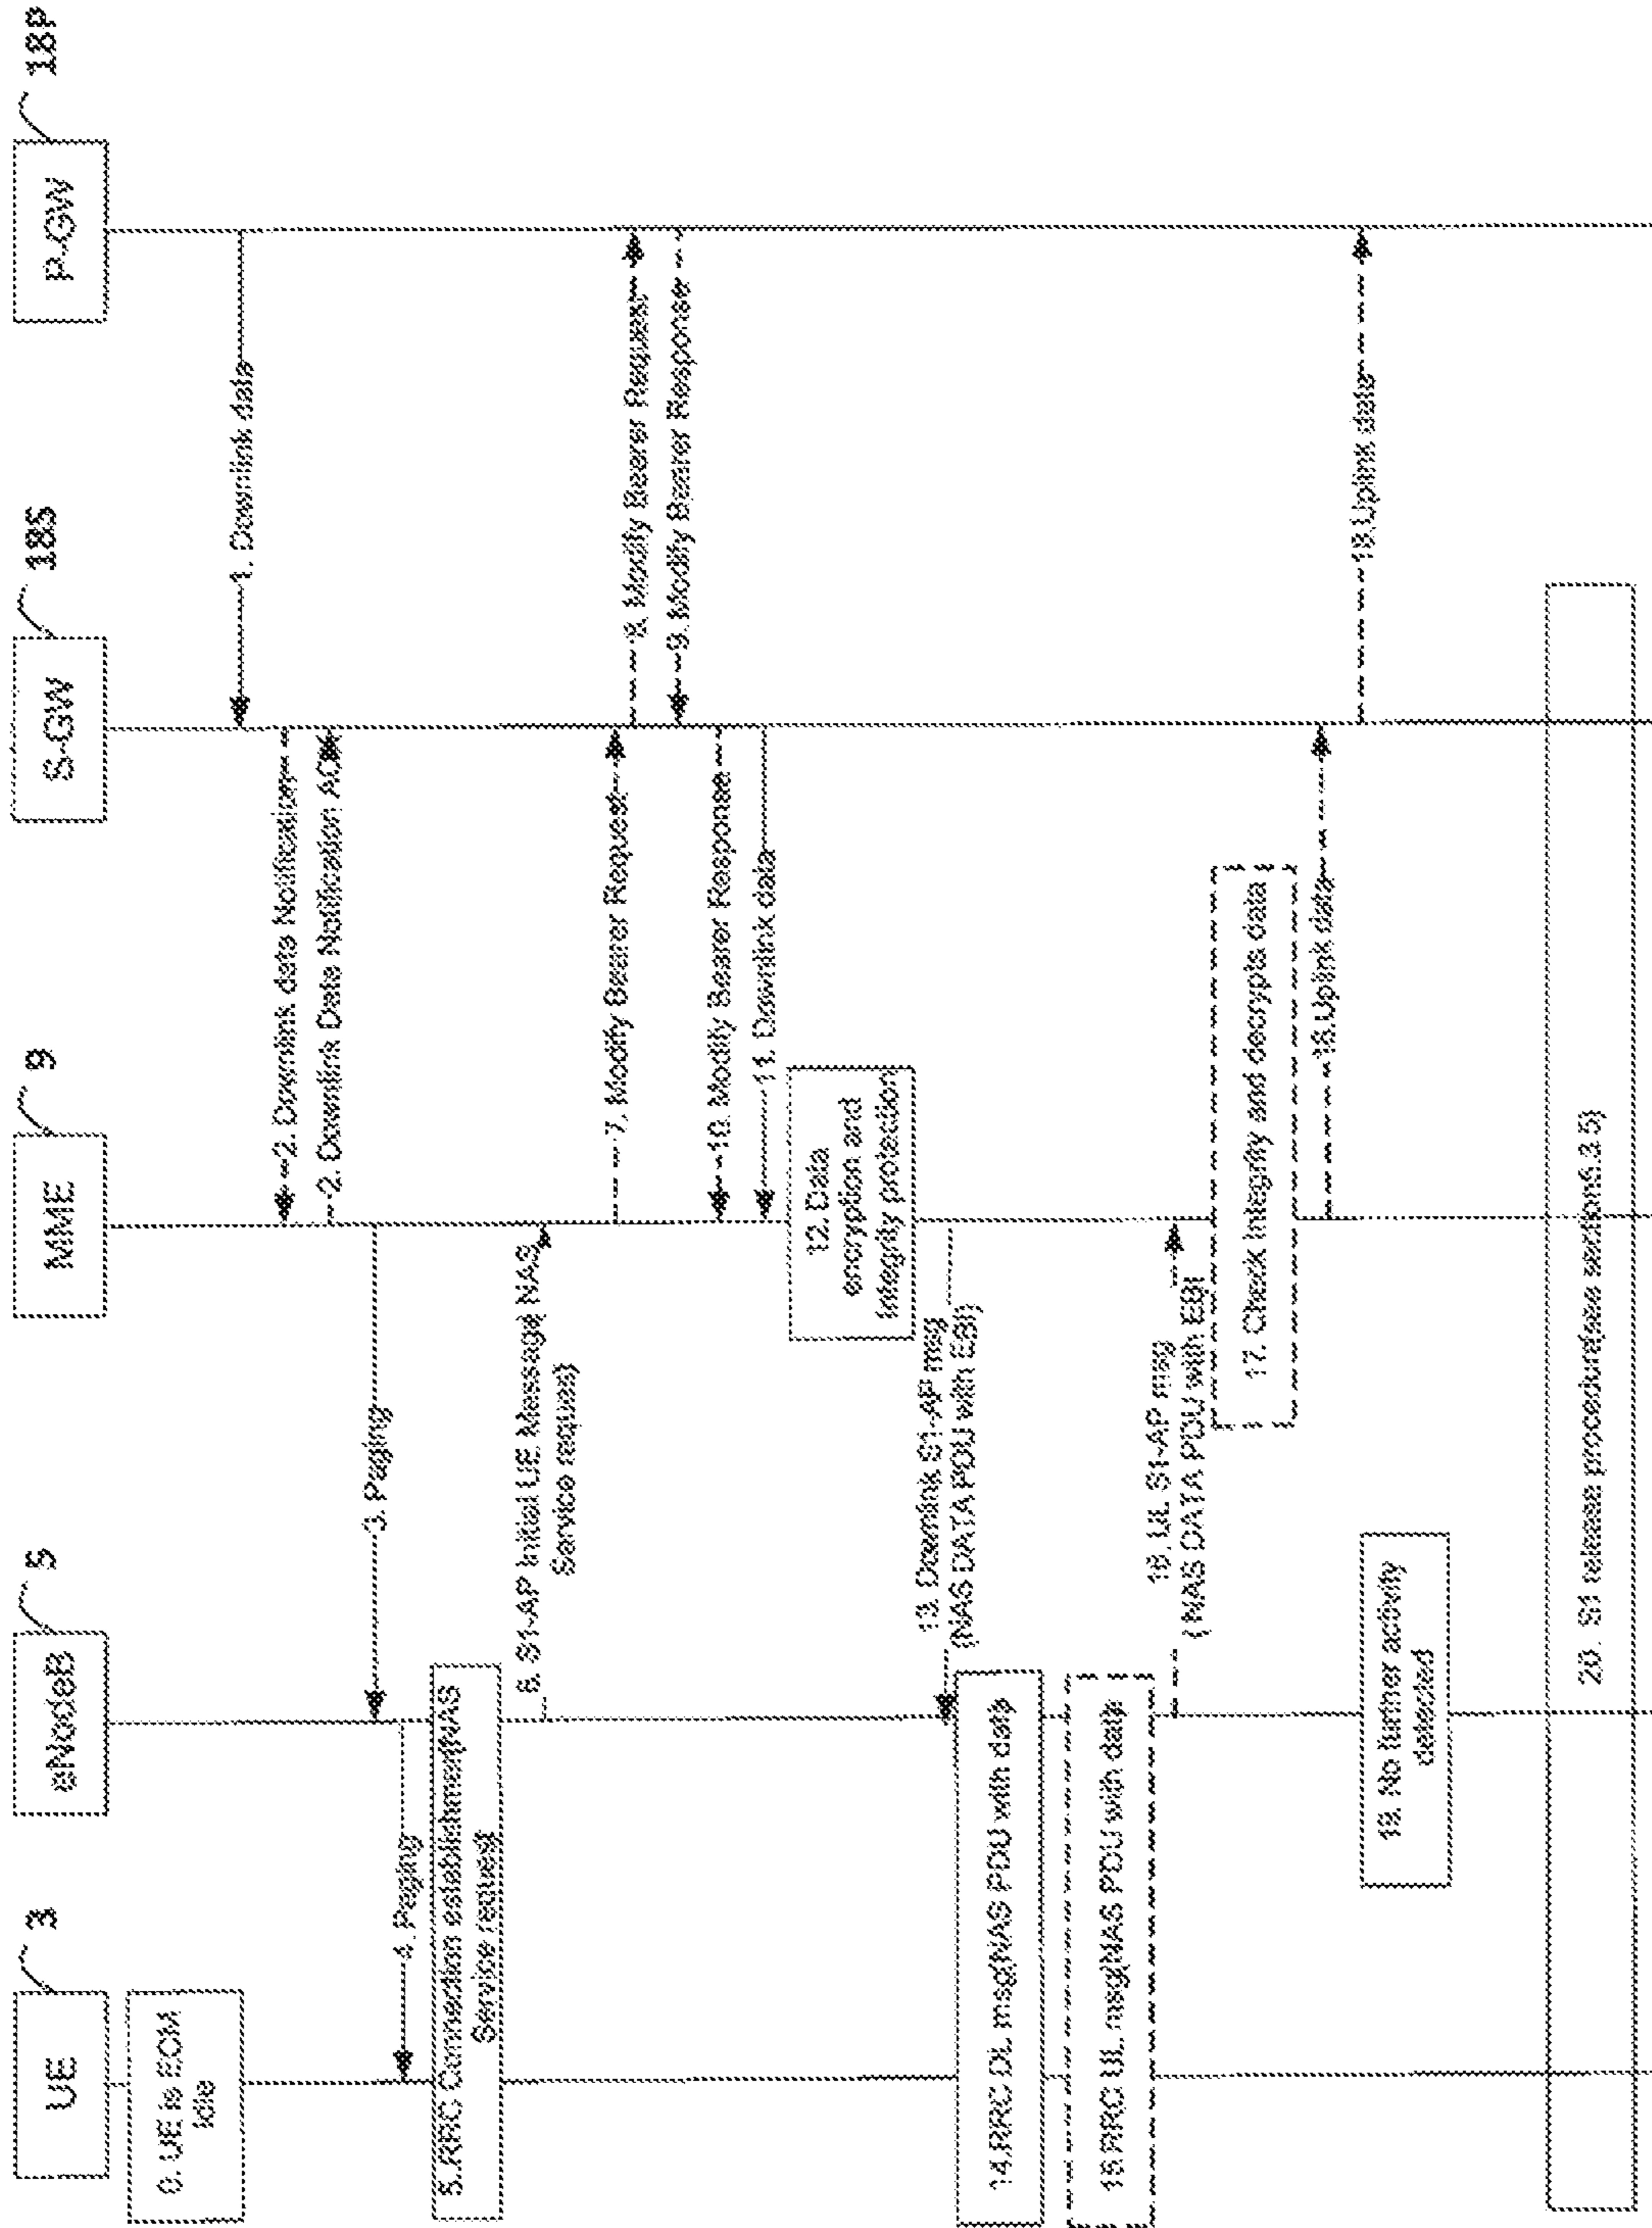 UE
3
eNodeB
5
MME
9
S-GW
18S
P-GW
18P
0. UE is ECM
Idle
1. Downlink data
2. Downlink data Notification
2. Downlink Data Notification ACK
3. Paging
4. Paging
5.RRC Connection establishment(NAS
Service request)
6. S1-AP Initial UE Message( NAS
Service request)
7. Modify Bearer Request
8. Modify Bearer Request
9. Modify Bearer Response
10. Modify Bearer Response
11. Downlink data
12. Data
encryption and
Integrity protection
13. Downlink S1-AP msg
(NAS DATA PDU with EBI)
14.RRC DL msg(NAS PDU with data)
15.RRC UL msg(NAS PDU with data)
16. UL S1-AP msg
( NAS DATA PDU with EBI
17. Check Integrity and decrypts data
18.Uplink data
18.Uplink data
19. No further activity
detected
20. S1 release procedure(see section5.3.5)